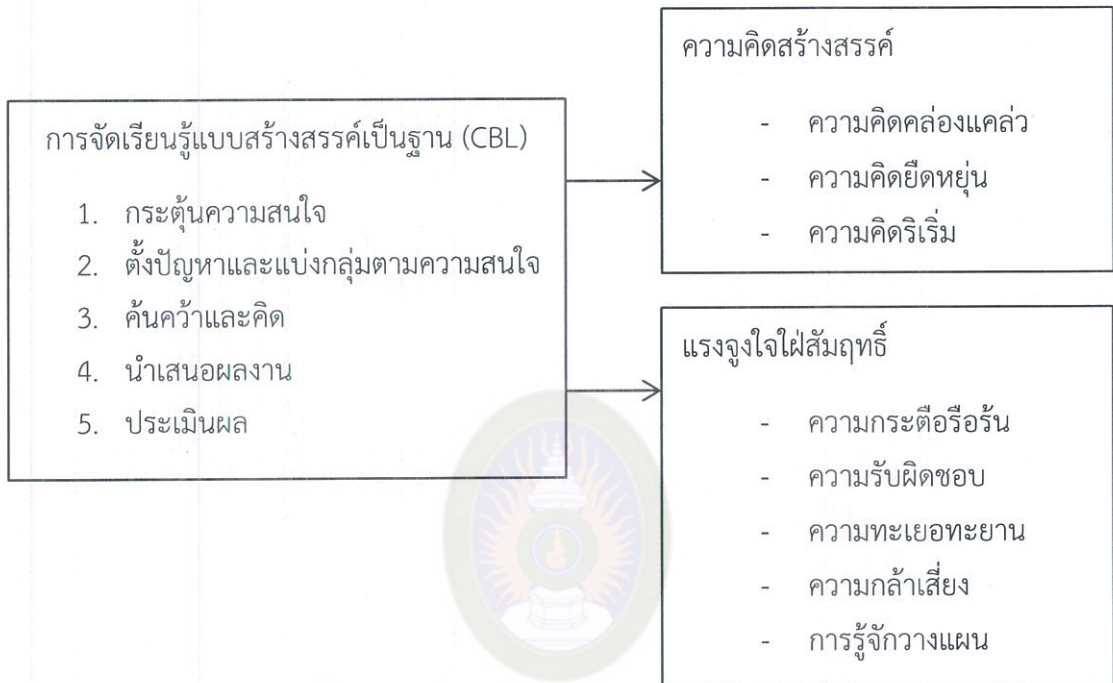 การจัดเรียนรู้แบบสร้างสรรค์เป็นฐาน (CBL)
1. กระตุ้นความสนใจ
2. ตั้งปัญหาและแบ่งกลุ่มตามความสนใจ
3. ค้นคว้าและคิด
4. นำเสนอผลงาน
5. ประเมินผล
ความคิดสร้างสรรค์
- ความคิดคล่องแคล่ว
- ความคิดยืดหยุ่น
- ความคิดริเริ่ม
แรงจูงใจใฝ่สัมฤทธิ์
- ความกระตือรือร้น
- ความรับผิดชอบ
- ความทะเยอทะยาน
- ความกล้าเสี่ยง
- การรู้จักวางแผน